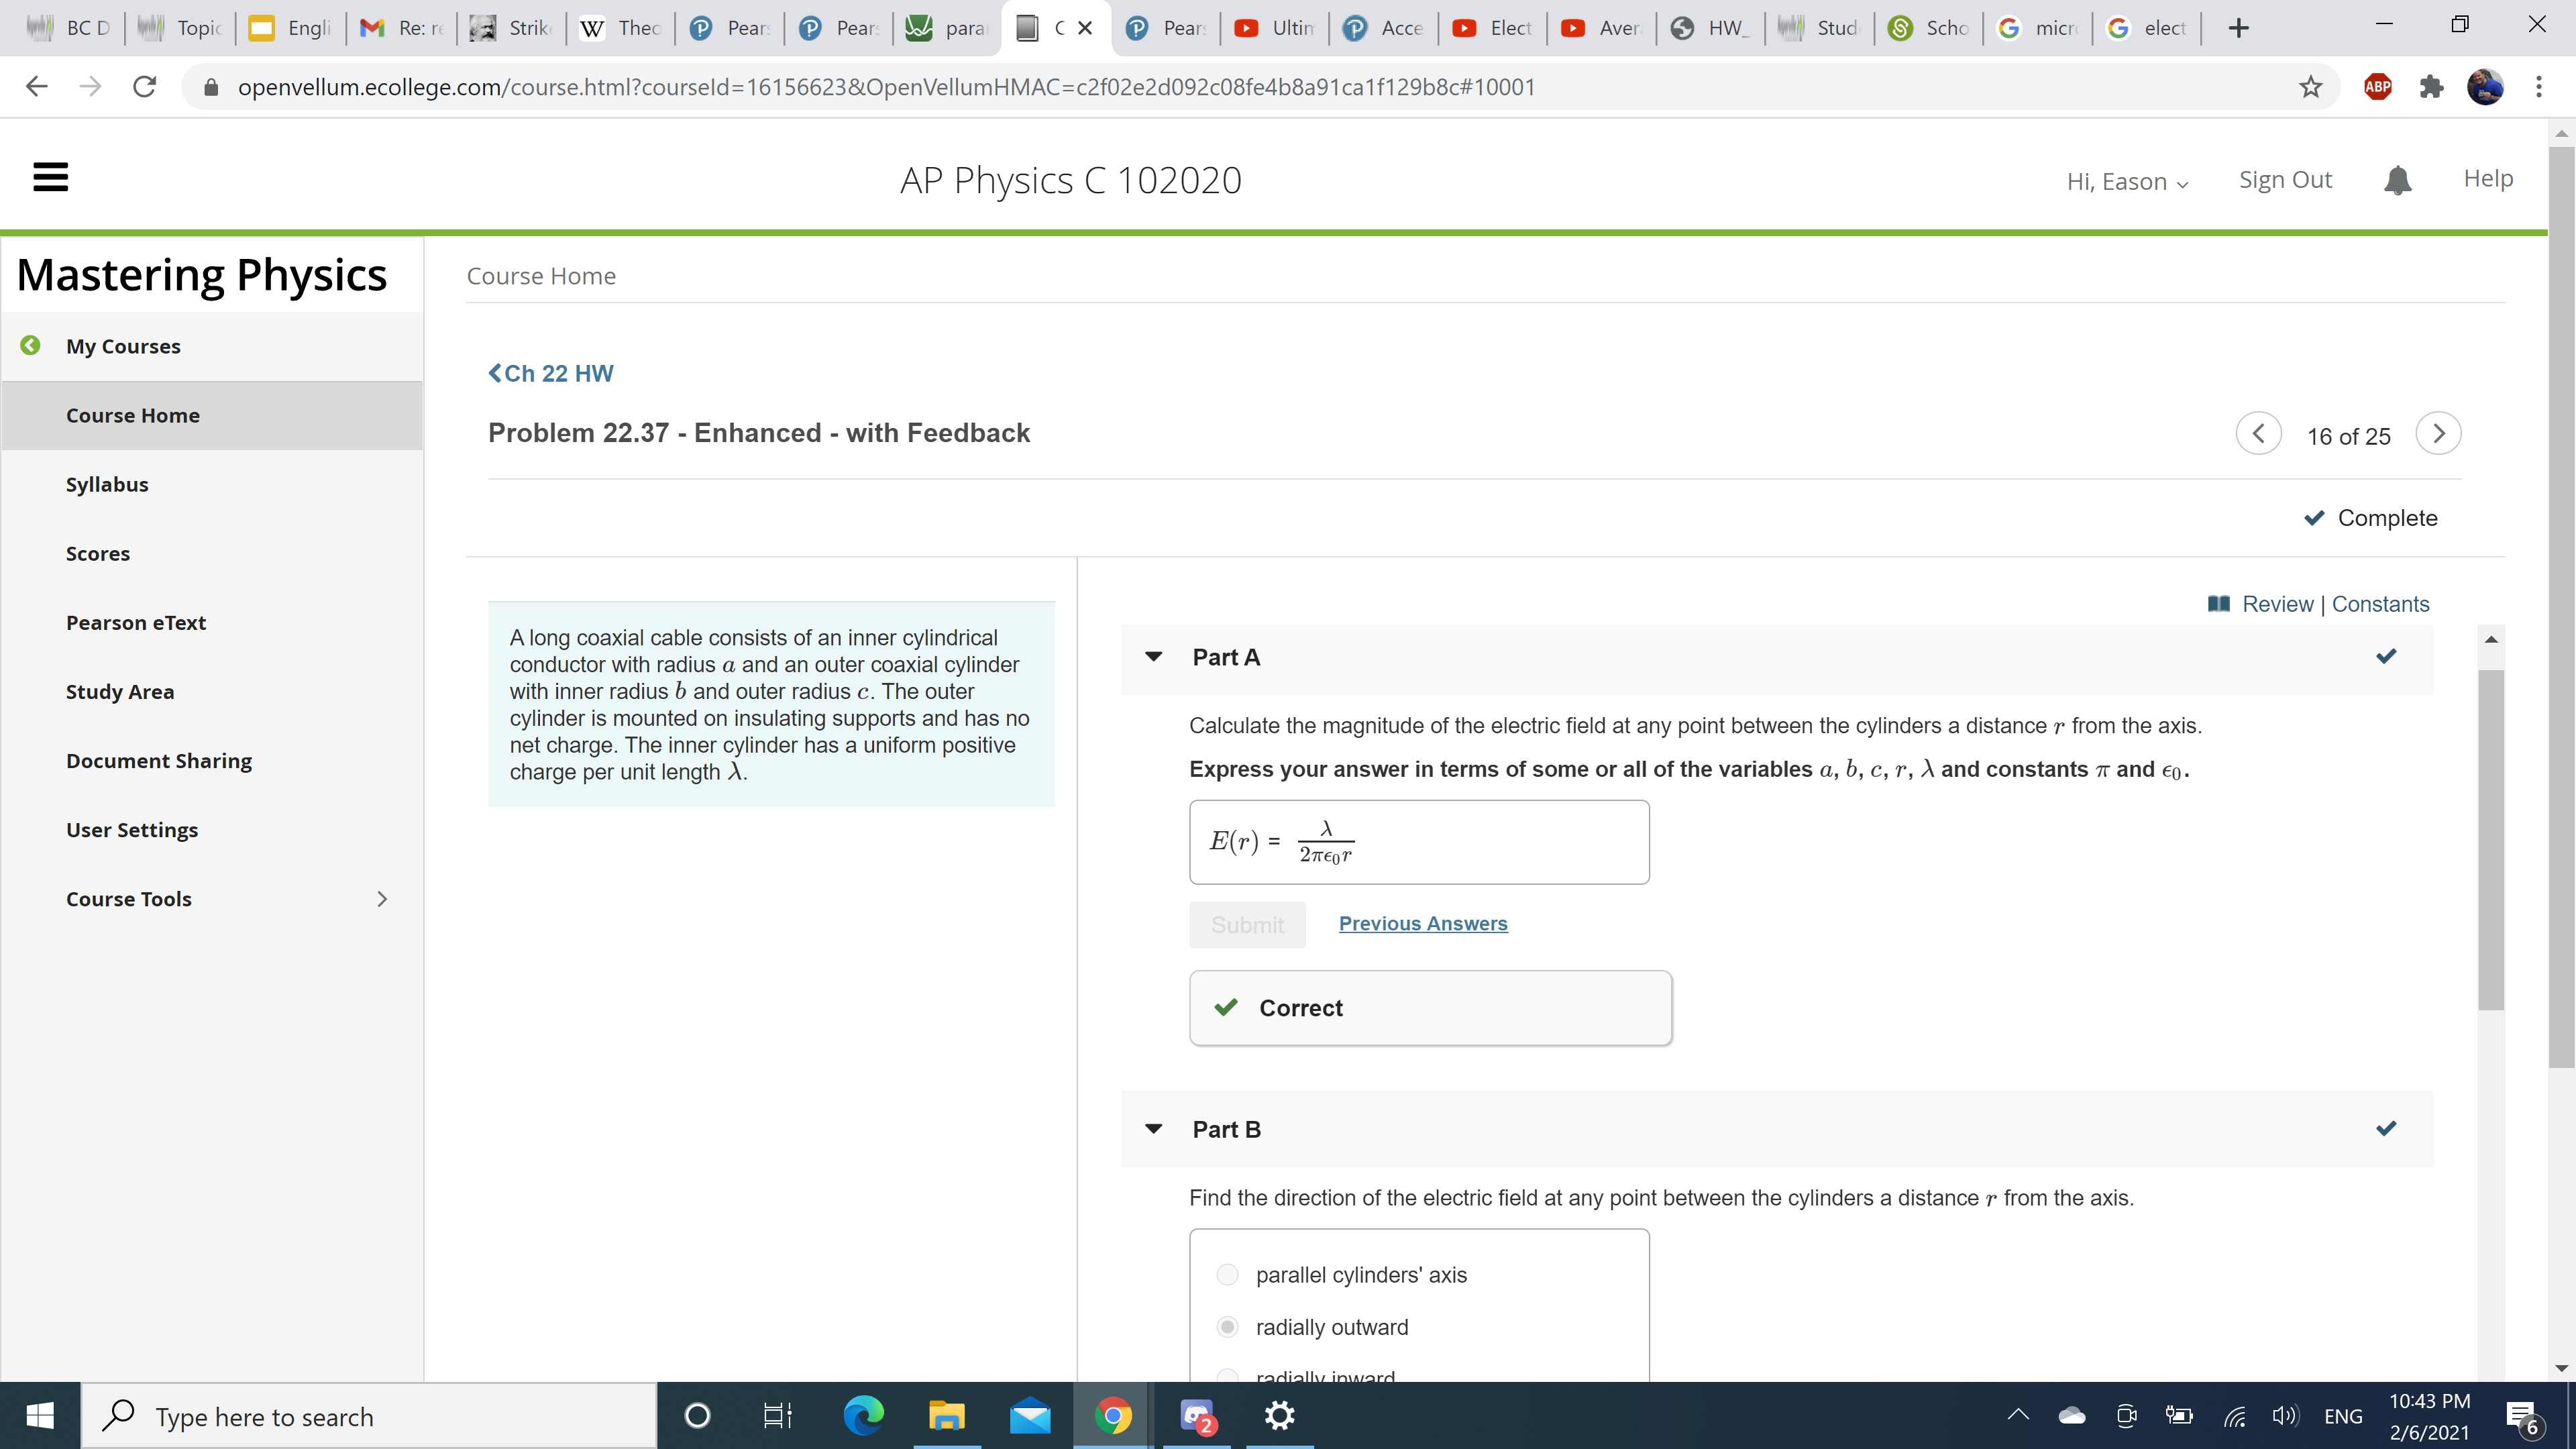 BC D
Topic
Engli
Re: re
Strik
W Theo
Pear
Pear
para
C
Pear
Ultin
Acce
Elect
Aver
HW_
Stud
Scho
micr
elect
openvellum.ecollege.com/course.html?courseId=16156623&OpenVellumHMAC=c2f02e2d092c08fe4b8a91ca1f129b8c#10001
ABP
AP Physics C 102020
Hi, Eason
Sign Out
Help
Mastering Physics
My Courses
Course Home
Syllabus
Scores
Pearson eText
Study Area
Document Sharing
User Settings
Course Tools
Course Home
Ch 22 HW
Problem 22.37 - Enhanced - with Feedback
16 of 25
Complete
A long coaxial cable consists of an inner cylindrical
conductor with radius a and an outer coaxial cylinder
with inner radius b and outer radius c. The outer
cylinder is mounted on insulating supports and has no
net charge. The inner cylinder has a uniform positive
charge per unit length λ.
Review | Constants
Part A
Calculate the magnitude of the electric field at any point between the cylinders a distance r from the axis.
Express your answer in terms of some or all of the variables a, b, c, r, λ and constants π and ϵ0.
E(r) = λ / 2πϵ0r
Submit
Previous Answers
Correct
Part B
Find the direction of the electric field at any point between the cylinders a distance r from the axis.
parallel cylinders' axis
radially outward
radially inward
Type here to search
2
ENG
10:43 PM
2/6/2021
6